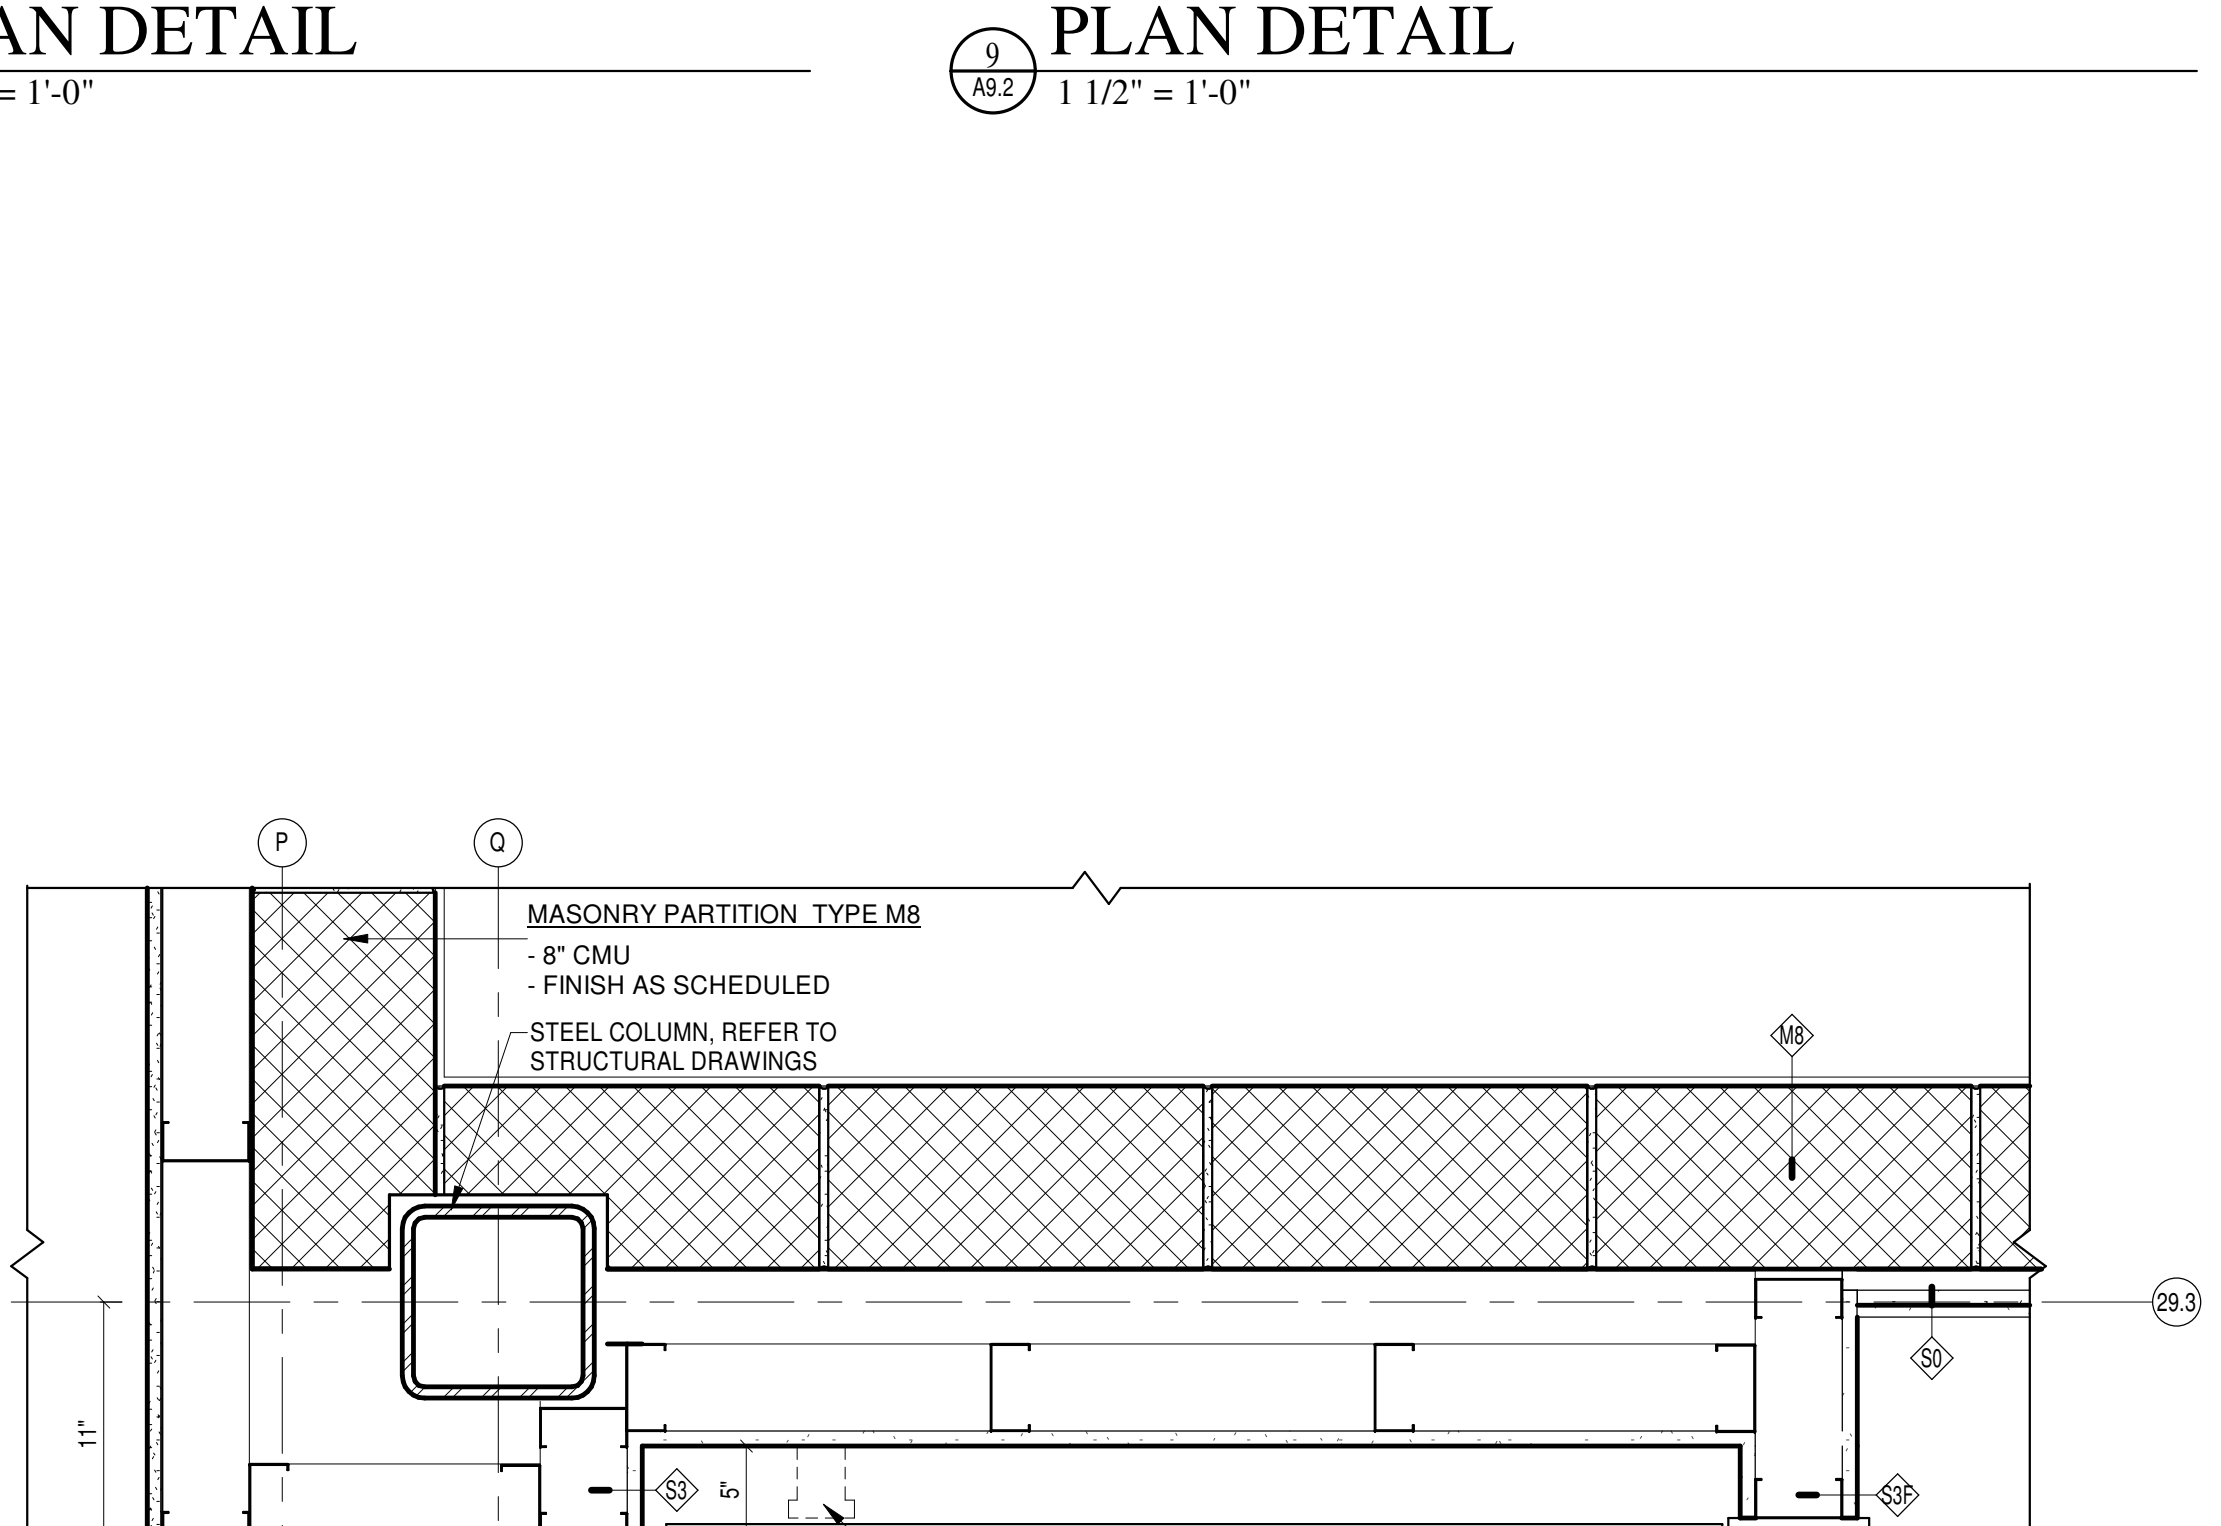 AN DETAIL
= 1'-0"
9
A9.2
PLAN DETAIL
1 1/2" = 1'-0"
P
Q
MASONRY PARTITION TYPE M8
- 8" CMU
- FINISH AS SCHEDULED
STEEL COLUMN, REFER TO
STRUCTURAL DRAWINGS
M8
29.3
S0
11"
S3
5"
S3F